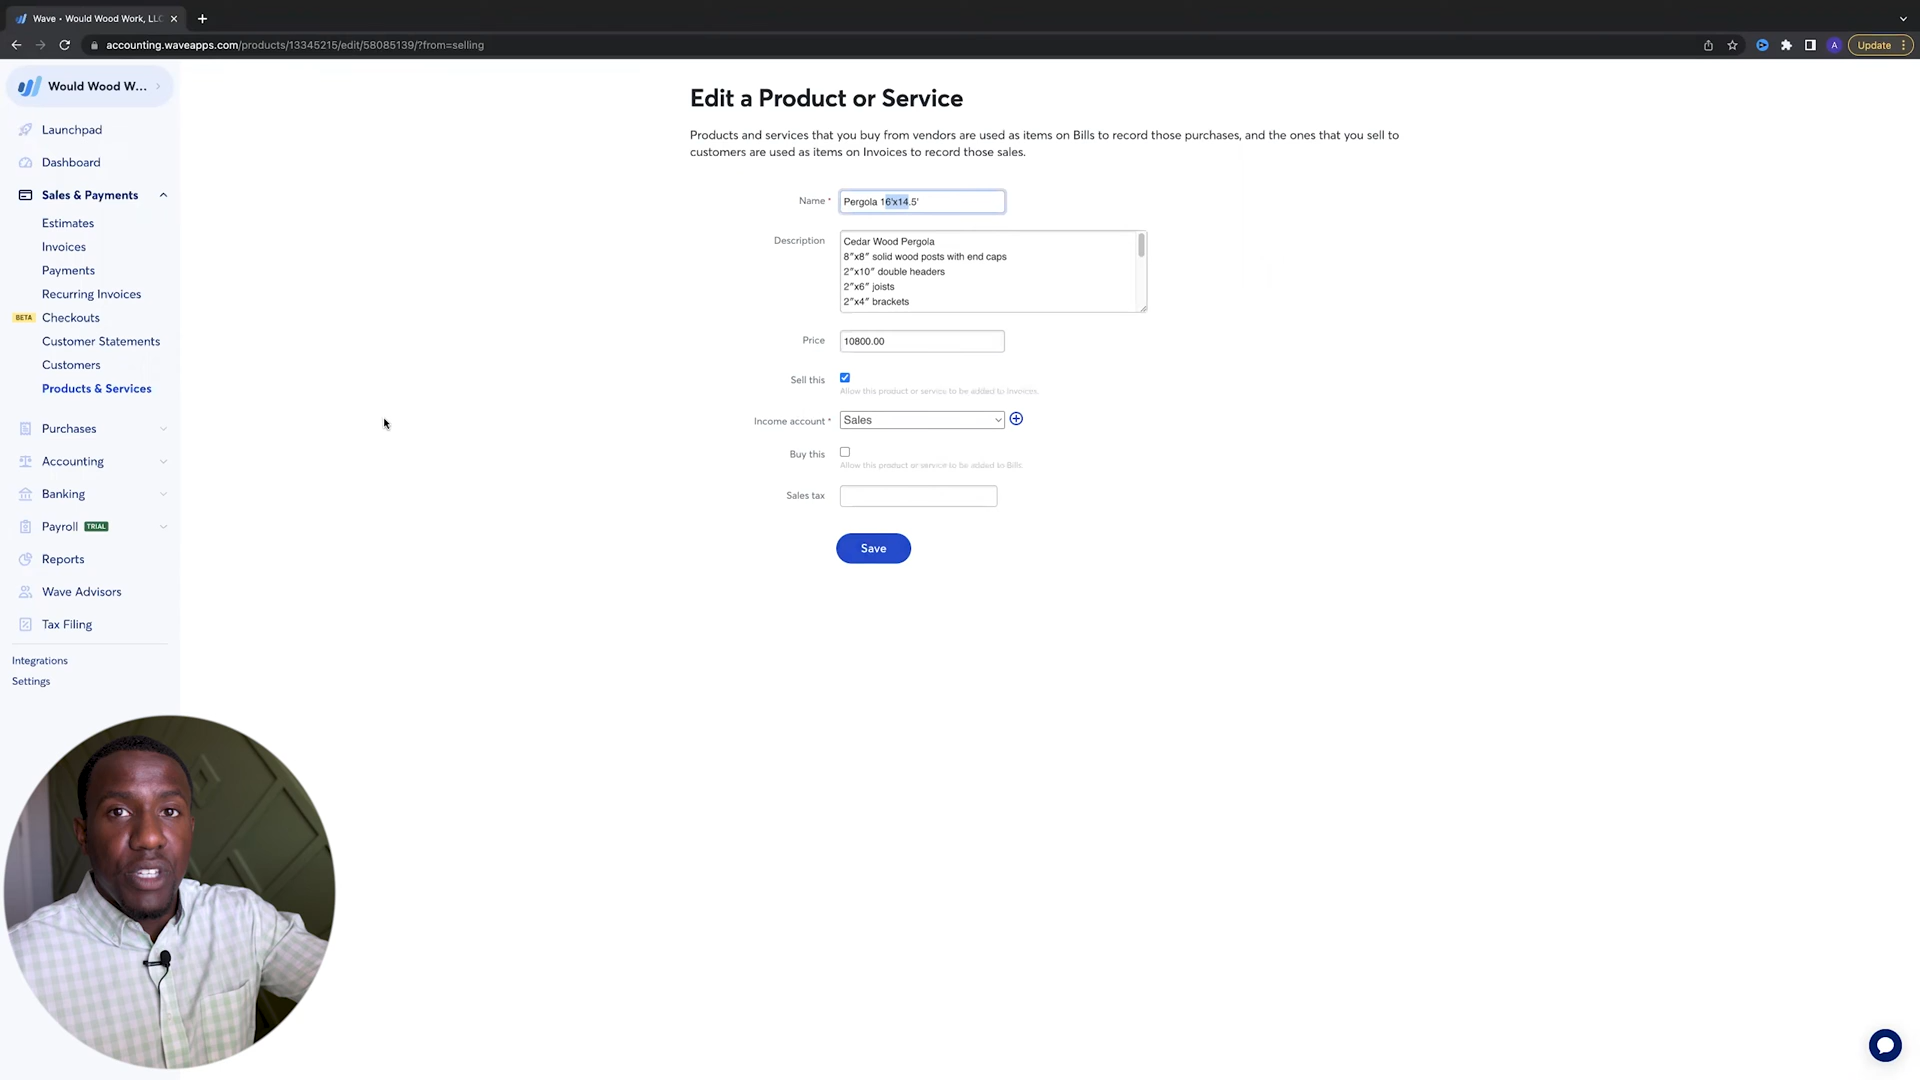 Wave • Would Wood Work, LLC
accounting.waveapps.com/products/13345215/edit/58085139/?from=selling
A
Update
Would Wood W...
Launchpad
Dashboard
Sales & Payments
Estimates
Invoices
Payments
Recurring Invoices
BETA Checkouts
Customer Statements
Customers
Products & Services
Purchases
Accounting
Banking
Payroll TRIAL
Reports
Wave Advisors
Tax Filing
Integrations
Settings
Edit a Product or Service
Products and services that you buy from vendors are used as items on Bills to record those purchases, and the ones that you sell to
customers are used as items on Invoices to record those sales.
Name * Pergola 16'x14.5'
Description Cedar Wood Pergola
8"x8" solid wood posts with end caps
2"x10" double headers
2"x6" joists
2"x4" brackets
Price 10800.00
Sell this
Allow this product or service to be added to Invoices.
Income account * Sales
Buy this
Allow this product or service to be added to Bills.
Sales tax
Save